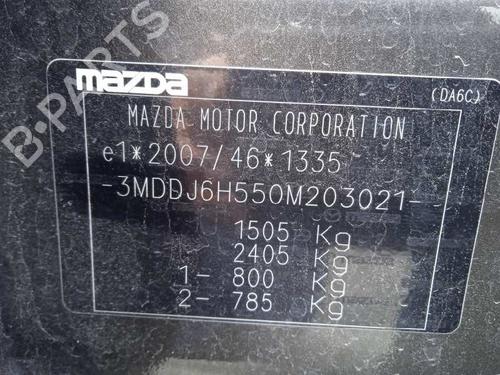 mazda (DA6C)
MAZDA MOTOR CORPORATION
e1*2007/46*1335
-3MDDJ6H550M203021-
1505 Kg
2405 Kg
1- 800 Kg
2- 785 Kg
B-PARTS